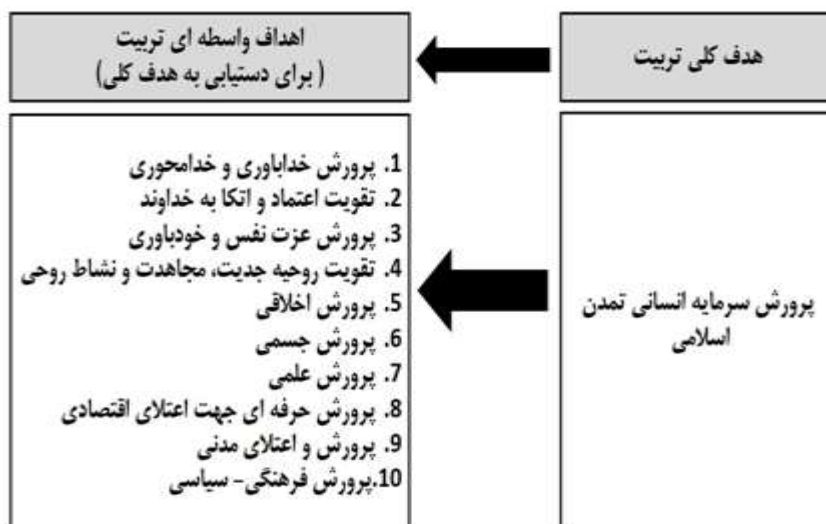 هدف کلی تربیت
اهداف واسطه ای تربیت
( برای دستیابی به هدف کلی)
پرورش سرمایه انسانی تمدن
اسلامی
1. پرورش خداباوری و خدامحوری
2. تقویت اعتماد و اتکا به خداوند
3. پرورش عزت نفس و خودباوری
4. تقویت روحیه جدیت، مجاهدت و نشاط روحی
5. پرورش اخلاقی
6. پرورش جسمی
7. پرورش علمی
8. پرورش حرفه ای جهت اعتلای اقتصادی
9. پرورش و اعتلای مدنی
10.پرورش فرهنگی- سیاسی